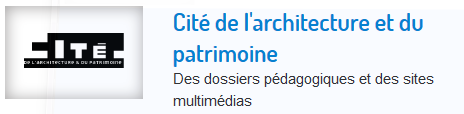 CITÉ
DE L'ARCHITECTURE & DU PATRIMOINE
Cité de l'architecture et du
patrimoine
Des dossiers pédagogiques et des sites
multimédias